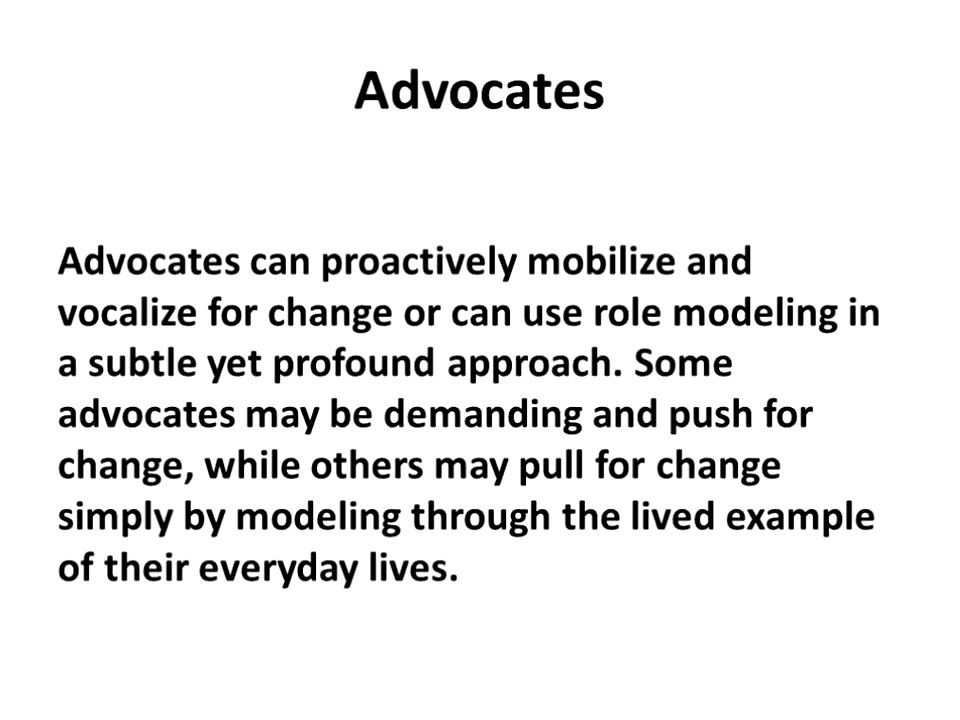 Advocates
Advocates can proactively mobilize and
vocalize for change or can use role modeling in
a subtle yet profound approach. Some
advocates may be demanding and push for
change, while others may pull for change
simply by modeling through the lived example
of their everyday lives.